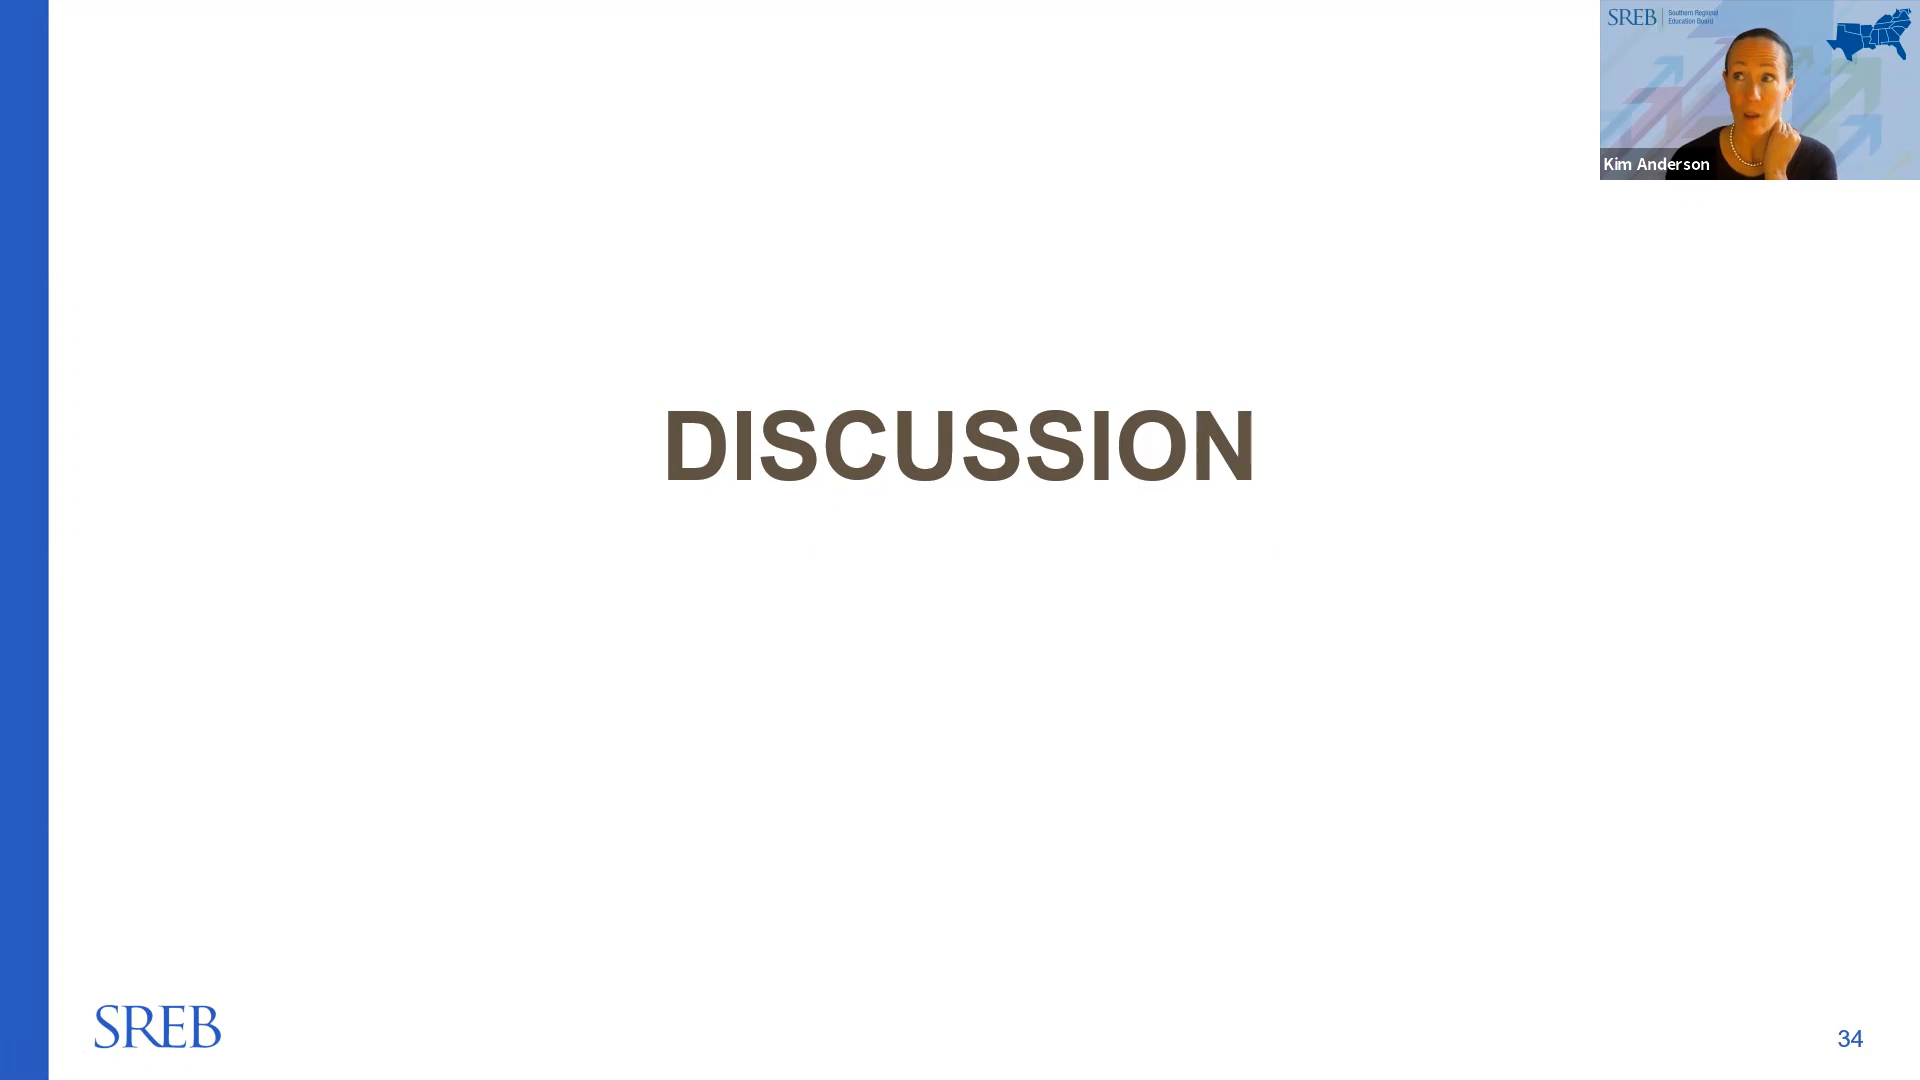 SREB
Southern Regional
Education Board
Kim Anderson
DISCUSSION
SREB
34